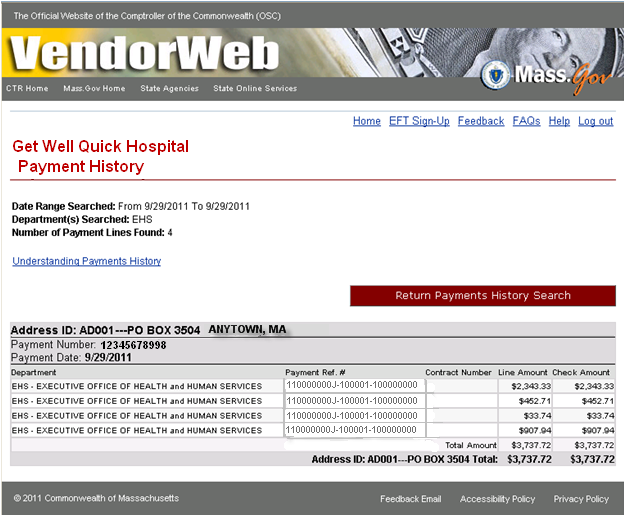 The Official Website of the Comptroller of the Commonwealth (OSC)
VendorWeb
Mass.Gov
CTR Home Mass.Gov Home State Agencies State Online Services
Home EFT Sign-Up Feedback FAQs Help Log out
Get Well Quick Hospital
Payment History
Date Range Searched: From 9/29/2011 To 9/29/2011
Department(s) Searched: EHS
Number of Payment Lines Found: 4
Understanding Payments History
Return Payments History Search
Address ID: AD001---PO BOX 3504 ANYTOWN, MA
Payment Number: 12345678998
Payment Date: 9/29/2011
Department Payment Ref. # Contract Number Line Amount Check Amount
EHS - EXECUTIVE OFFICE OF HEALTH and HUMAN SERVICES 110000000J-100001-100000000 $2,343.33 $2,343.33
EHS - EXECUTIVE OFFICE OF HEALTH and HUMAN SERVICES 110000000J-100001-100000000 $452.71 $452.71
EHS - EXECUTIVE OFFICE OF HEALTH and HUMAN SERVICES 110000000J-100001-100000000 $33.74 $33.74
EHS - EXECUTIVE OFFICE OF HEALTH and HUMAN SERVICES 110000000J-100001-100000000 $907.94 $907.94
Total Amount $3,737.72 $3,737.72
Address ID: AD001---PO BOX 3504 Total: $3,737.72 $3,737.72
© 2011 Commonwealth of Massachusetts Feedback Email Accessibility Policy Privacy Policy